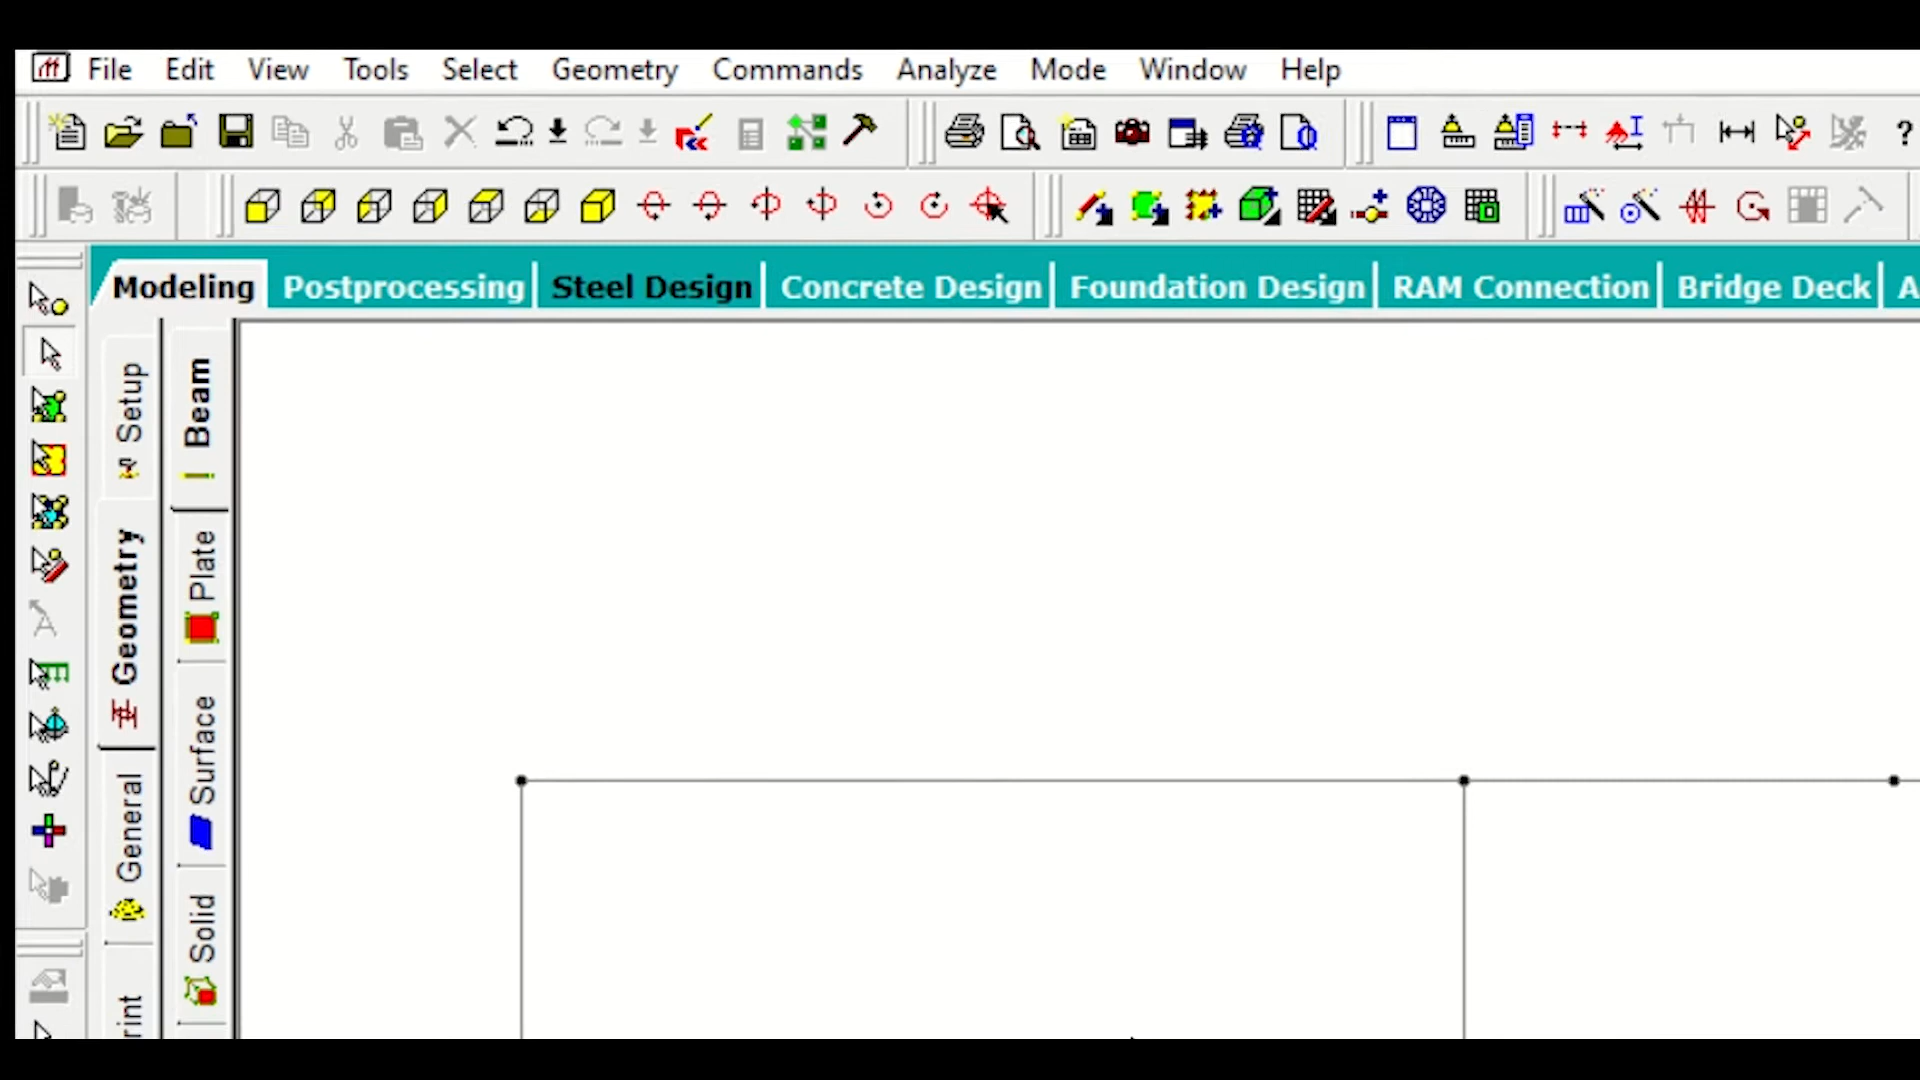 File Edit View Tools Select Geometry Commands Analyze Mode Window Help
?
Modeling Postprocessing Steel Design Concrete Design Foundation Design RAM Connection Bridge Deck A
Setup
Geometry
General
rint
Beam
Plate
Surface
Solid